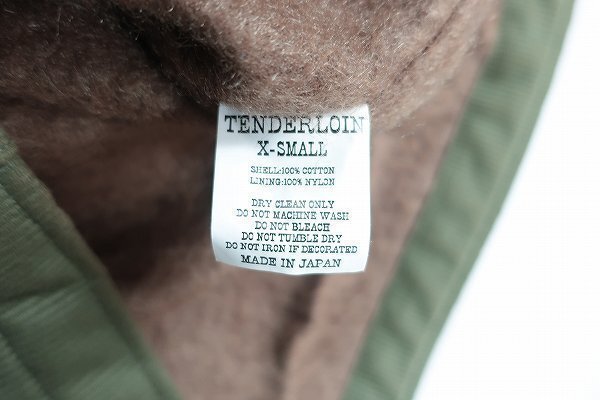 TENDERLOIN
X-SMALL
SHELL:100% COTTON
LINING:100% NYLON
DRY CLEAN ONLY
DO NOT MACHINE WASH
DO NOT BLEACH
DO NOT TUMBLE DRY
DO NOT IRON IF DECORATED
MADE IN JAPAN